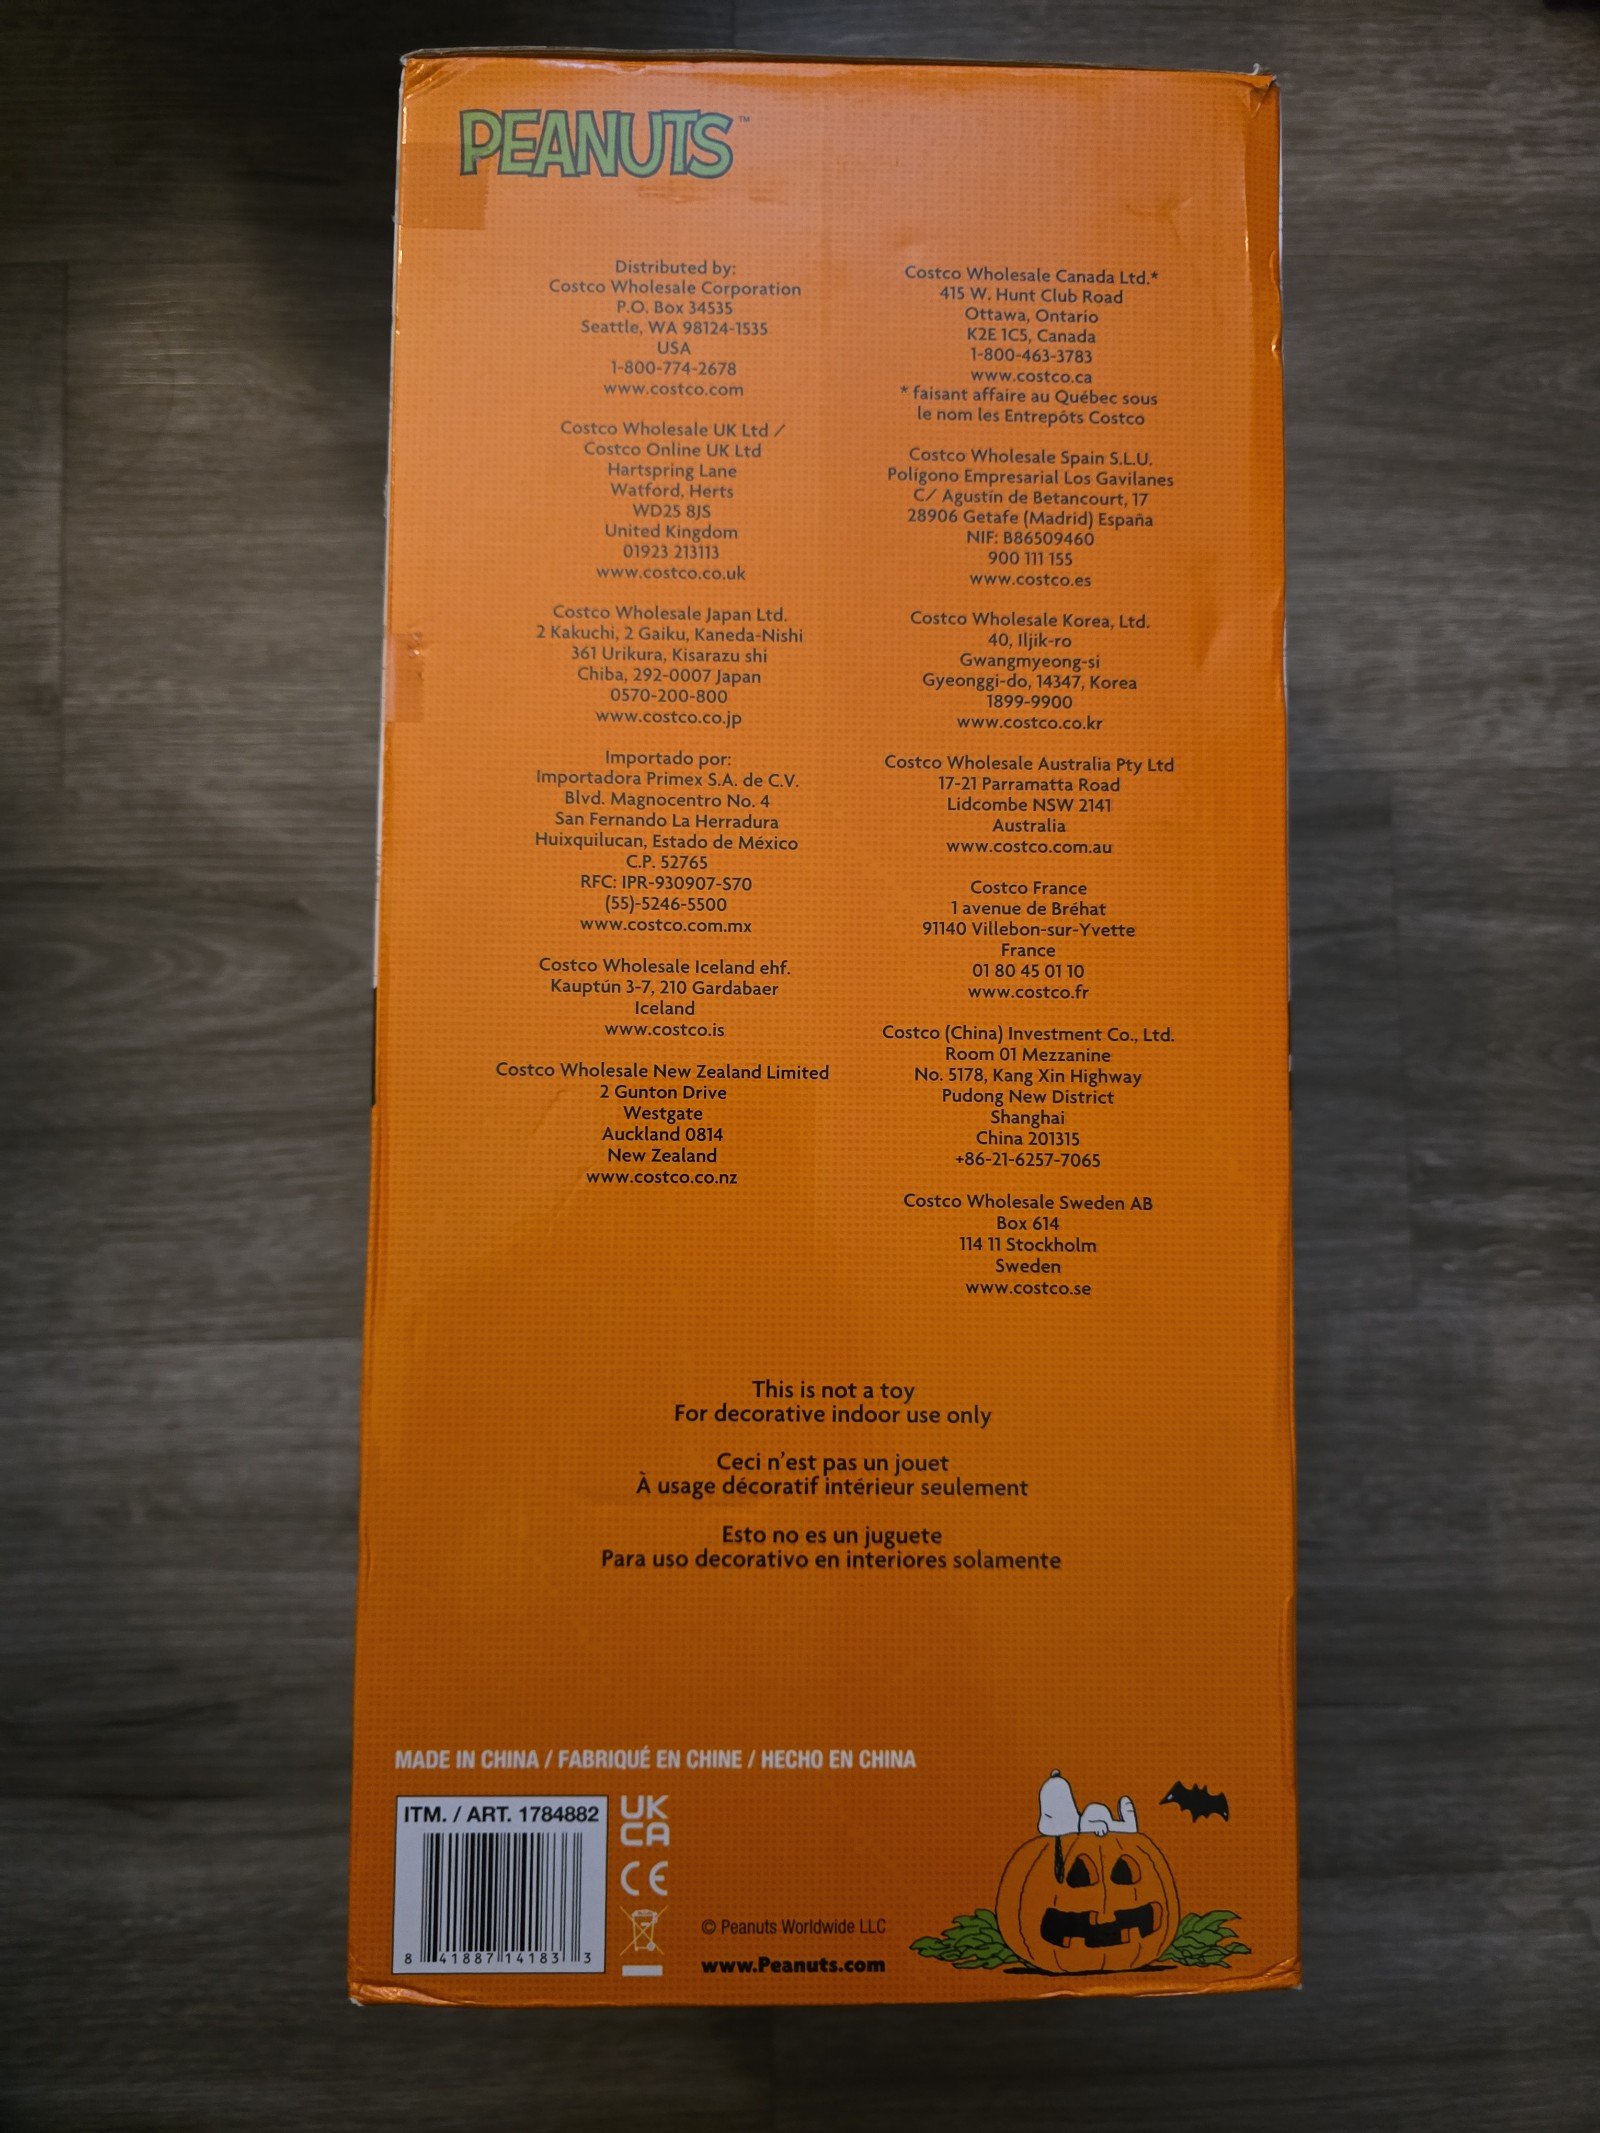 PEANUTS™
Distributed by:
Costco Wholesale Corporation
P.O. Box 34535
Seattle, WA 98124-1535
USA
1-800-774-2678
www.costco.com
Costco Wholesale UK Ltd /
Costco Online UK Ltd
Hartspring Lane
Watford, Herts
WD25 8JS
United Kingdom
01923 213113
www.costco.co.uk
Costco Wholesale Japan Ltd.
2 Kakuchi, 2 Gaiku, Kaneda-Nishi
361 Urikura, Kisarazu shi
Chiba, 292-0007 Japan
0570-200-800
www.costco.co.jp
Importado por:
Importadora Primex S.A. de C.V.
Blvd. Magnocentro No. 4
San Fernando La Herradura
Huixquilucan, Estado de México
C.P. 52765
RFC: IPR-930907-S70
(55)-5246-5500
www.costco.com.mx
Costco Wholesale Iceland ehf.
Kauptún 3-7, 210 Gardabaer
Iceland
www.costco.is
Costco Wholesale New Zealand Limited
2 Gunton Drive
Westgate
Auckland 0814
New Zealand
www.costco.co.nz
Costco Wholesale Canada Ltd.*
415 W. Hunt Club Road
Ottawa, Ontario
K2E 1C5, Canada
1-800-463-3783
www.costco.ca
* faisant affaire au Québec sous
le nom les Entrepôts Costco
Costco Wholesale Spain S.L.U.
Polígono Empresarial Los Gavilanes
C/ Agustín de Betancourt, 17
28906 Getafe (Madrid) España
NIF: B86509460
900 111 155
www.costco.es
Costco Wholesale Korea, Ltd.
40, Iljik-ro
Gwangmyeong-si
Gyeonggi-do, 14347, Korea
1899-9900
www.costco.co.kr
Costco Wholesale Australia Pty Ltd
17-21 Parramatta Road
Lidcombe NSW 2141
Australia
www.costco.com.au
Costco France
1 avenue de Bréhat
91140 Villebon-sur-Yvette
France
01 80 45 01 10
www.costco.fr
Costco (China) Investment Co., Ltd.
Room 01 Mezzanine
No. 5178, Kang Xin Highway
Pudong New District
Shanghai
China 201315
+86-21-6257-7065
Costco Wholesale Sweden AB
Box 614
114 11 Stockholm
Sweden
www.costco.se
This is not a toy
For decorative indoor use only
Ceci n'est pas un jouet
À usage décoratif intérieur seulement
Esto no es un juguete
Para uso decorativo en interiores solamente
MADE IN CHINA / FABRIQUÉ EN CHINE / HECHO EN CHINA
ITM. / ART. 1784882
8 41887 14183 3
UK
CA
CE
© Peanuts Worldwide LLC
www.Peanuts.com